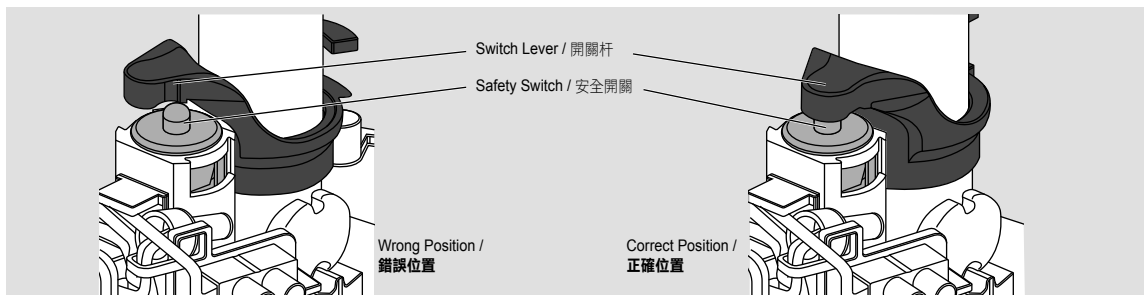 Switch Lever / 開關杆
Safety Switch / 安全開關
Wrong Position /
錯誤位置
Correct Position /
正確位置